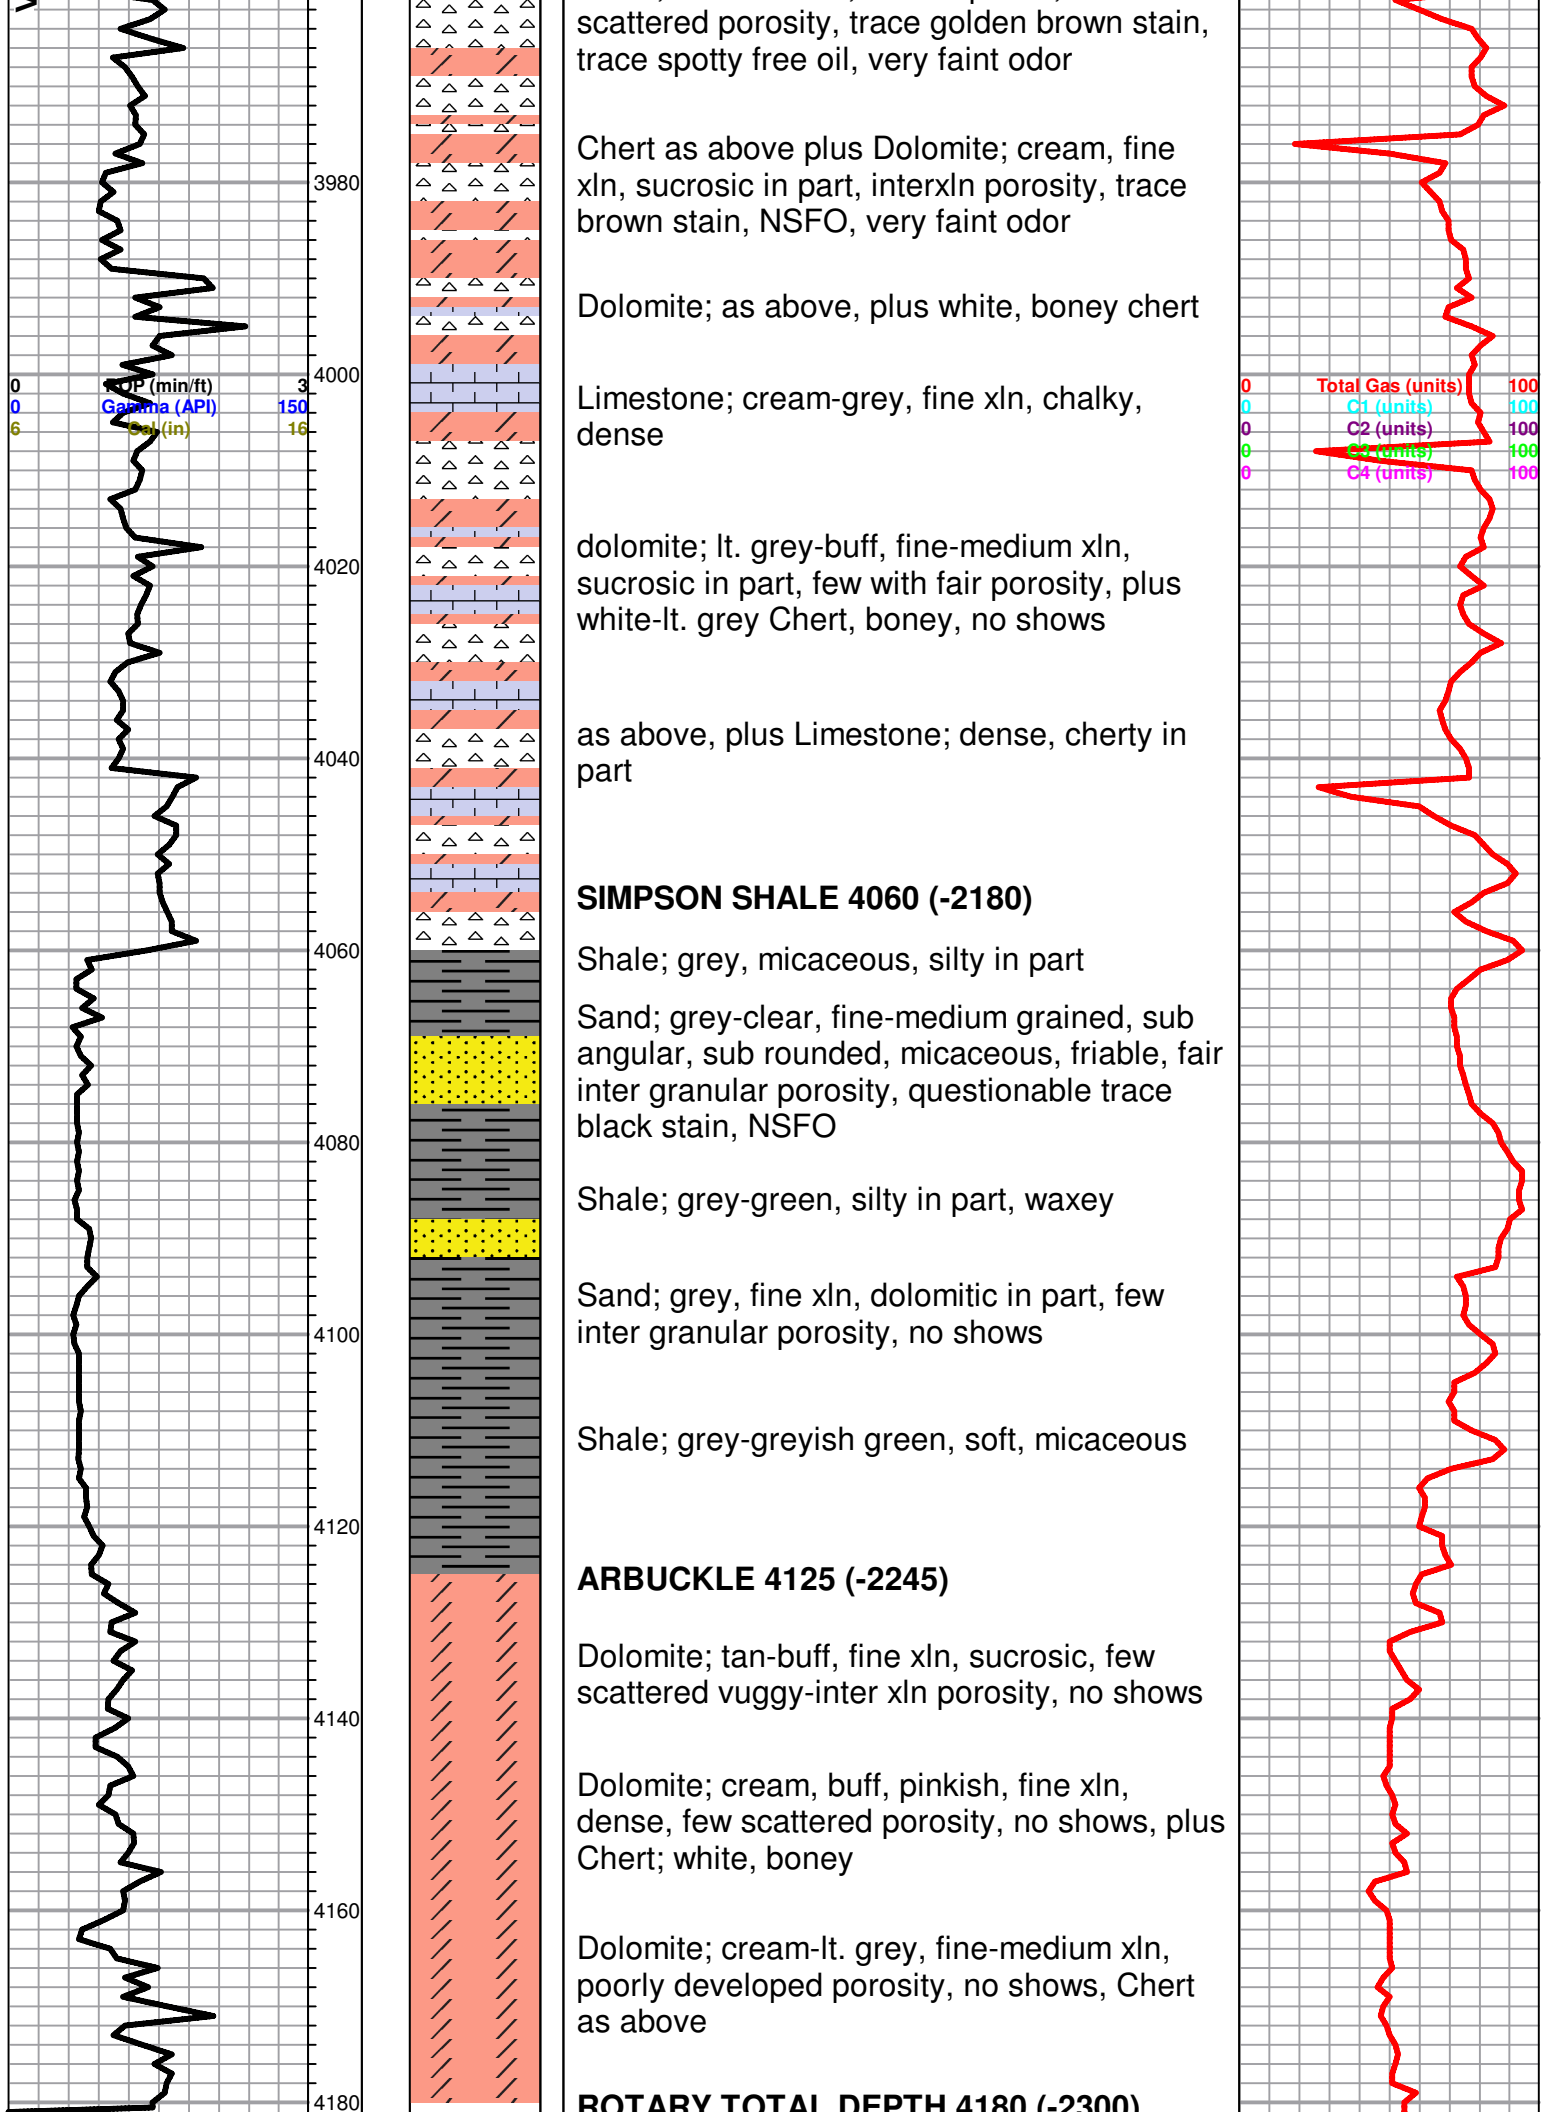 scattered porosity, trace golden brown stain,
trace spotty free oil, very faint odor
Chert as above plus Dolomite; cream, fine
xln, sucrosic in part, interxln porosity, trace
brown stain, NSFO, very faint odor
3980
Dolomite; as above, plus white, boney chert
4000
0 ROP (min/ft) 3
0 Gamma (API) 150
6 Cal (in) 16
Limestone; cream-grey, fine xln, chalky,
dense
0 Total Gas (units) 100
0 C1 (units) 100
0 C2 (units) 100
0 C3 (units) 100
0 C4 (units) 100
dolomite; lt. grey-buff, fine-medium xln,
sucrosic in part, few with fair porosity, plus
white-lt. grey Chert, boney, no shows
4020
as above, plus Limestone; dense, cherty in
part
4040
SIMPSON SHALE 4060 (-2180)
4060
Shale; grey, micaceous, silty in part
Sand; grey-clear, fine-medium grained, sub
angular, sub rounded, micaceous, friable, fair
inter granular porosity, questionable trace
black stain, NSFO
4080
Shale; grey-green, silty in part, waxey
Sand; grey, fine xln, dolomitic in part, few
inter granular porosity, no shows
4100
Shale; grey-greyish green, soft, micaceous
4120
ARBUCKLE 4125 (-2245)
Dolomite; tan-buff, fine xln, sucrosic, few
scattered vuggy-inter xln porosity, no shows
4140
Dolomite; cream, buff, pinkish, fine xln,
dense, few scattered porosity, no shows, plus
Chert; white, boney
4160
Dolomite; cream-lt. grey, fine-medium xln,
poorly developed porosity, no shows, Chert
as above
4180
ROTARY TOTAL DEPTH 4180 (-2300)